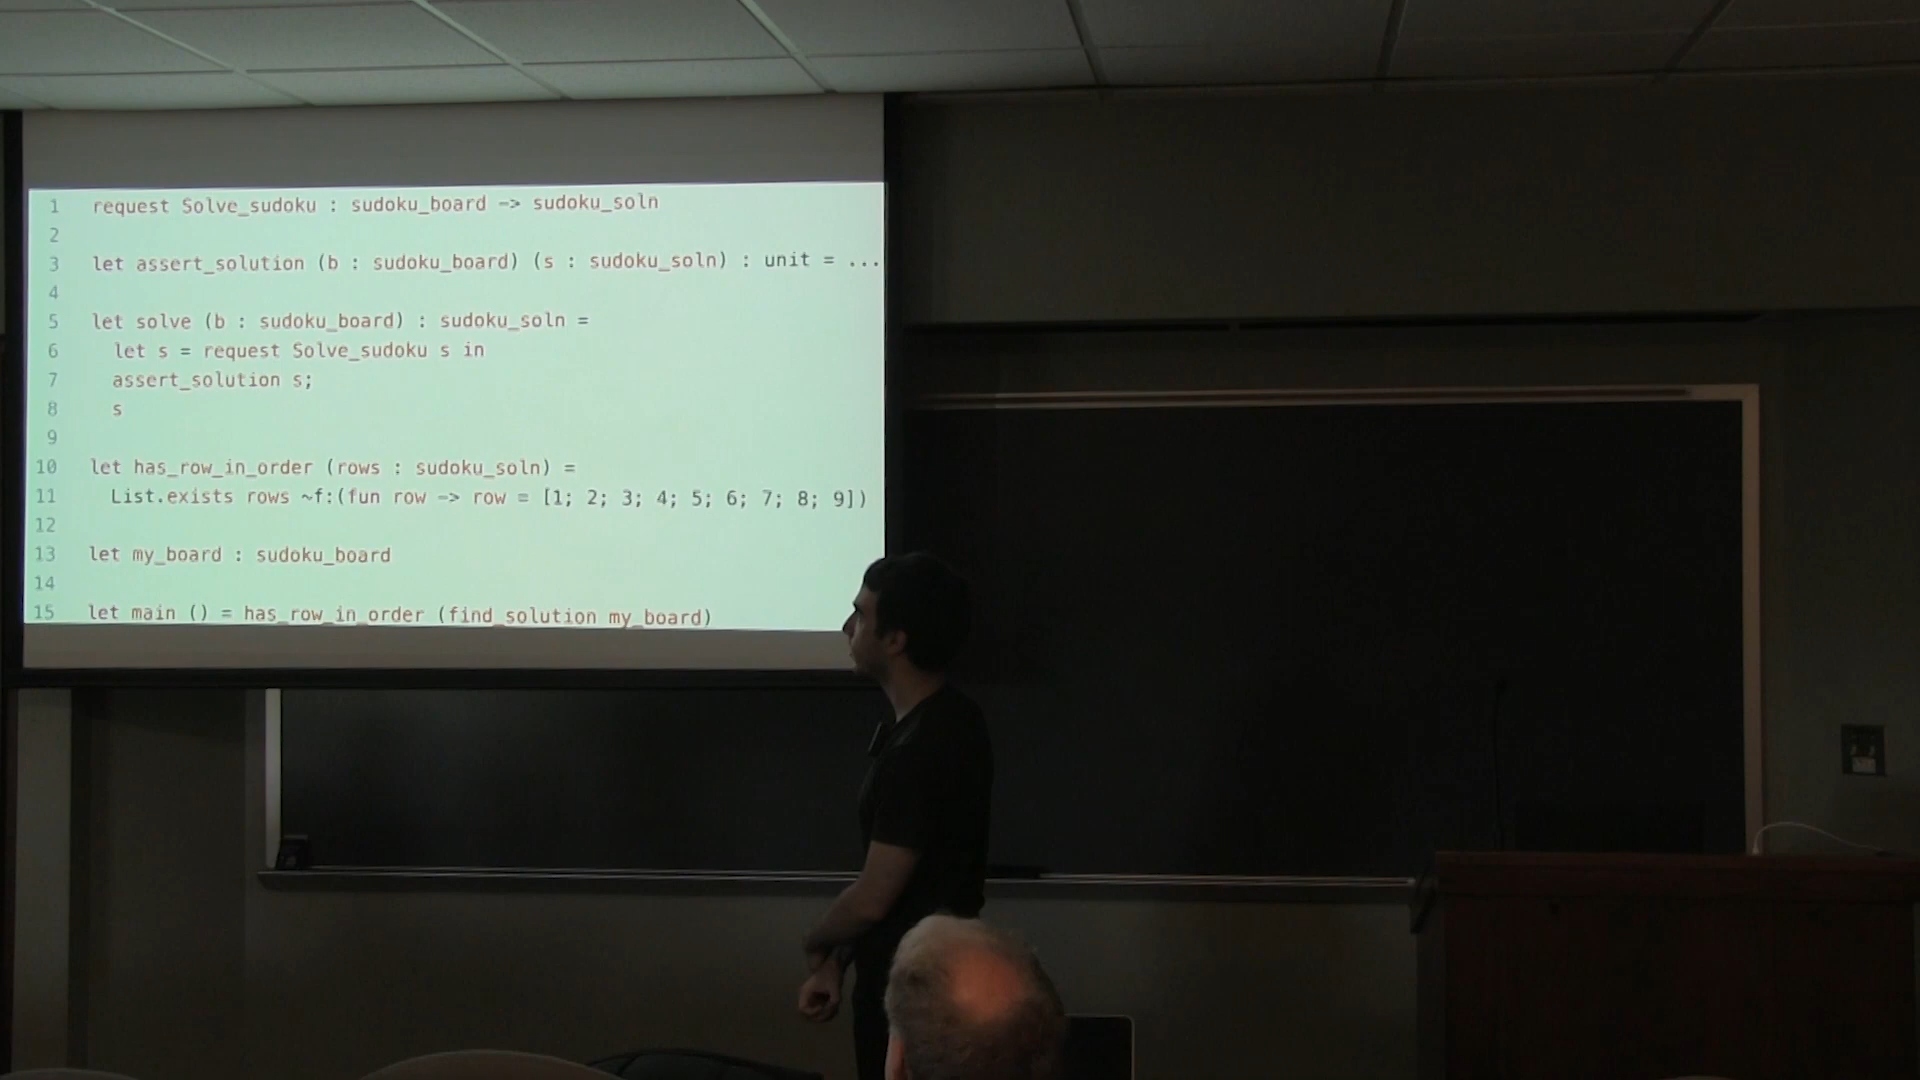 1 request Solve_sudoku : sudoku_board -> sudoku_soln
2
3 let assert_solution (b : sudoku_board) (s : sudoku_soln) : unit = ...
4
5 let solve (b : sudoku_board) : sudoku_soln =
6 let s = request Solve_sudoku s in
7 assert_solution s;
8 s
9
10 let has_row_in_order (rows : sudoku_soln) =
11 List.exists rows ~f:(fun row -> row = [1; 2; 3; 4; 5; 6; 7; 8; 9])
12
13 let my_board : sudoku_board
14
15 let main () = has_row_in_order (find_solution my_board)